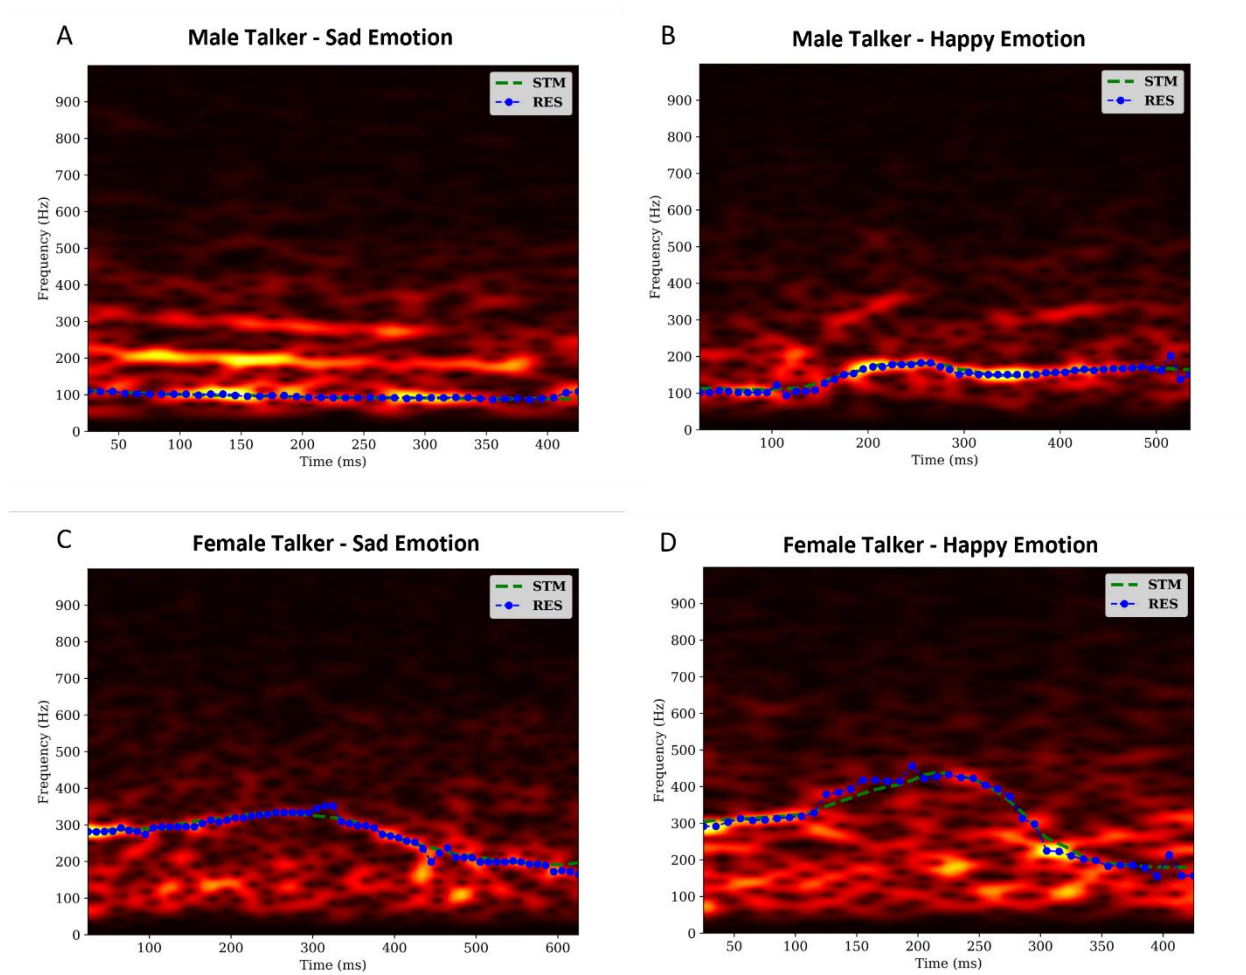 A
Male Talker - Sad Emotion
STM
RES
900
800
700
600
500
400
300
200
100
0
Frequency (Hz)
50 100 150 200 250 300 350 400
Time (ms)
B
Male Talker - Happy Emotion
STM
RES
900
800
700
600
500
400
300
200
100
0
Frequency (Hz)
100 200 300 400 500
Time (ms)
C
Female Talker - Sad Emotion
STM
RES
900
800
700
600
500
400
300
200
100
0
Frequency (Hz)
100 200 300 400 500 600
Time (ms)
D
Female Talker - Happy Emotion
STM
RES
900
800
700
600
500
400
300
200
100
0
Frequency (Hz)
50 100 150 200 250 300 350 400
Time (ms)